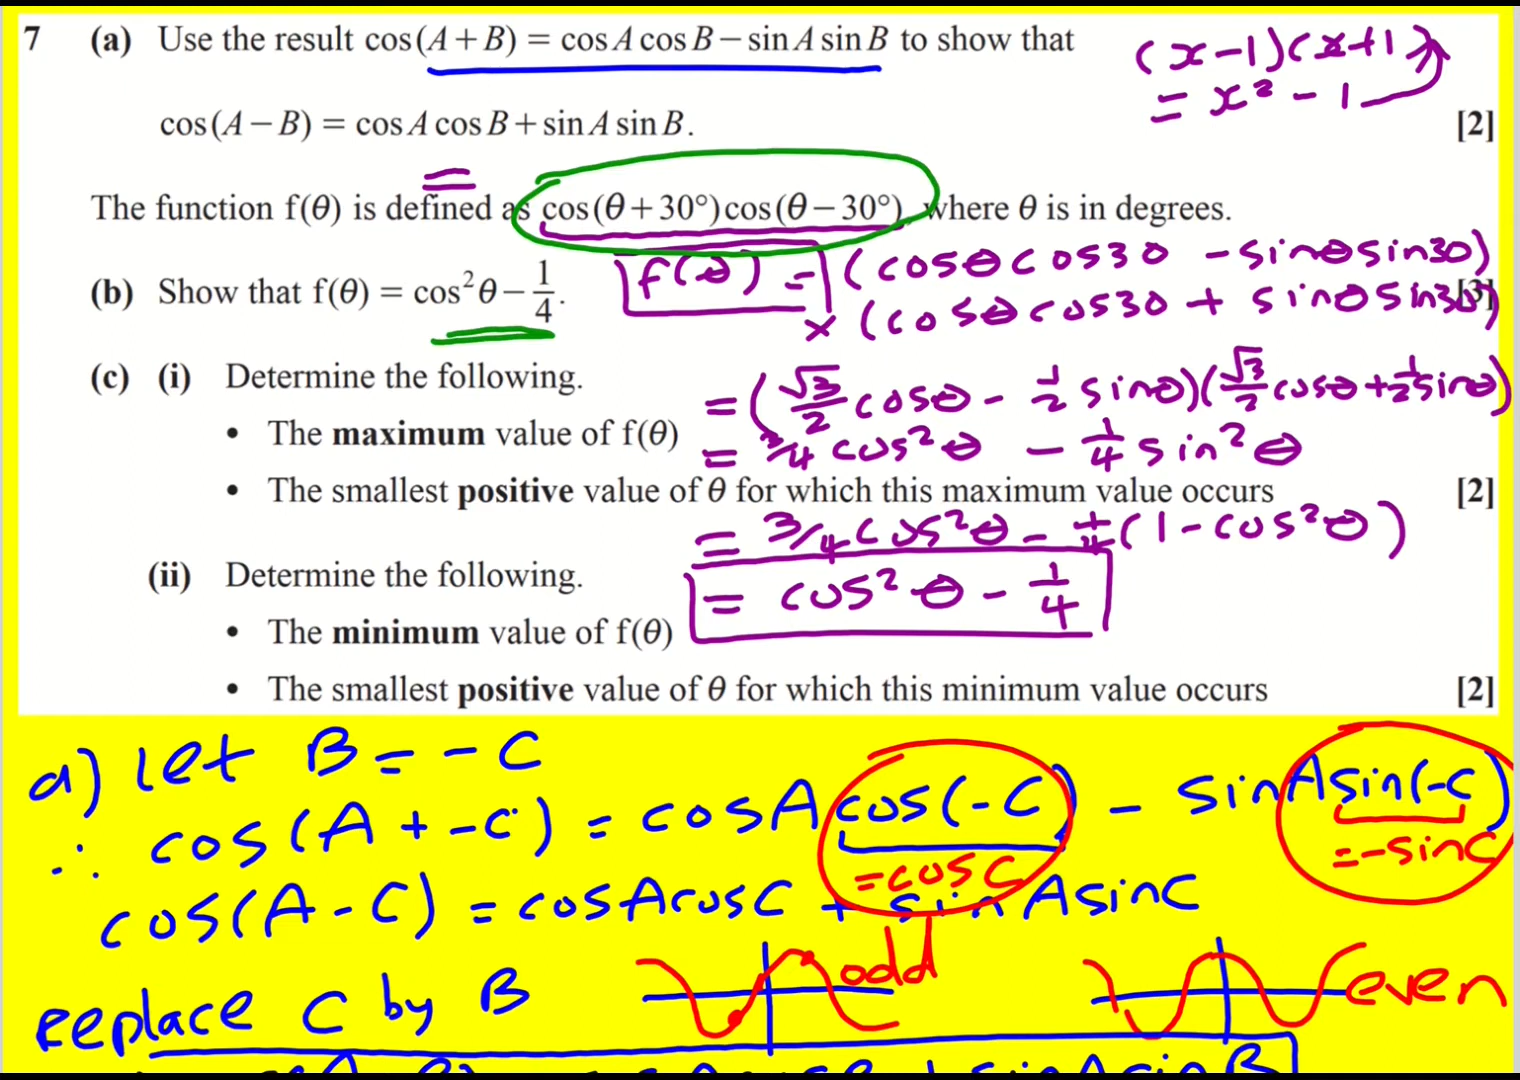 7 (a) Use the result cos(A+B) = cos A cos B − sin A sin B to show that
(x−1)(x+1)
= x² − 1
cos(A−B) = cos A cos B + sin A sin B. [2]
The function f(θ) is defined as cos(θ+30°)cos(θ−30°), where θ is in degrees.
f(θ) = (cosθcos30 − sinθsin30)
(b) Show that f(θ) = cos²θ − 1/4. [3]
× (cosθcos30 + sinθsin30)
(c) (i) Determine the following.
= (√3/2 cosθ − 1/2 sinθ)(√3/2 cosθ + 1/2 sinθ)
• The maximum value of f(θ)
= 3/4 cos²θ − 1/4 sin²θ
• The smallest positive value of θ for which this maximum value occurs [2]
= 3/4 cos²θ − 1/4(1 − cos²θ)
(ii) Determine the following.
= cos²θ − 1/4
• The minimum value of f(θ)
• The smallest positive value of θ for which this minimum value occurs [2]
a) let B = −C
∴ cos(A + −C) = cosAcos(−C) − sinAsin(−C)
=cosC
=−sinC
cos(A−C) = cosAcosC + sinAsinC
odd
even
replace C by B
+ sinAsinB